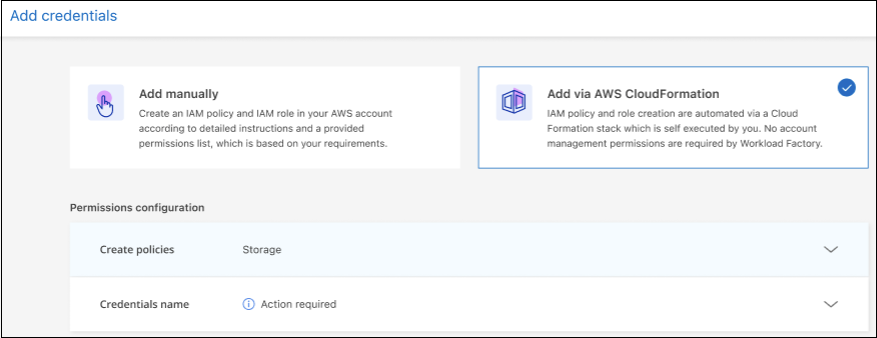 Add credentials
Add manually
Create an IAM policy and IAM role in your AWS account
according to detailed instructions and a provided
permissions list, which is based on your requirements.
Add via AWS CloudFormation
IAM policy and role creation are automated via a Cloud
Formation stack which is self executed by you. No account
management permissions are required by Workload Factory.
Permissions configuration
Create policies Storage
Credentials name Action required